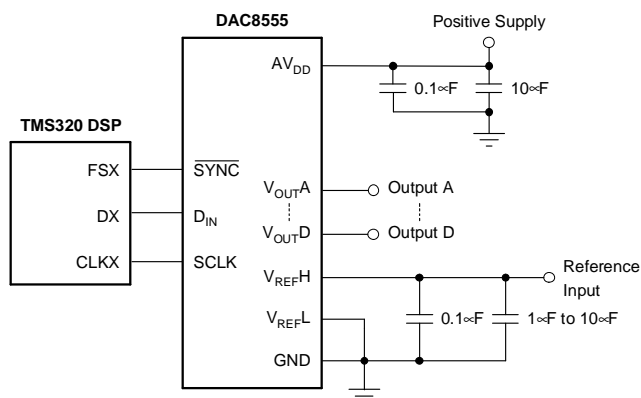 DAC8555
Positive Supply
AVDD
0.1∝F
10∝F
TMS320 DSP
FSX
SYNC
VOUTA
Output A
DX
DIN
VOUTD
Output D
CLKX
SCLK
VREFH
Reference
Input
VREFL
0.1∝F
1∝F to 10∝F
GND